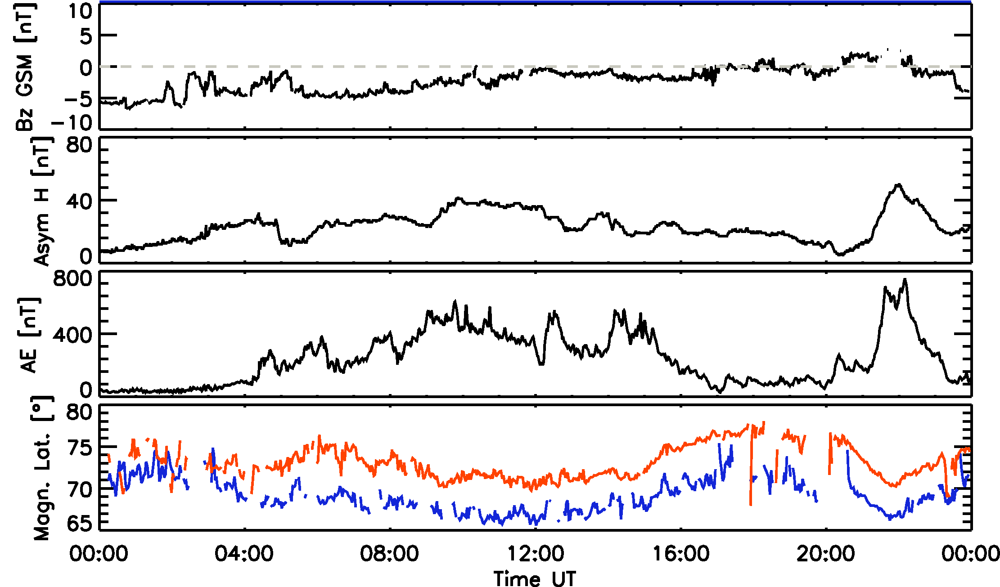 Bz GSM [nT]
10
5
0
−5
−10
Asym H [nT]
80
40
0
AE [nT]
800
400
0
Magn. Lat. [°]
80
75
70
65
00:00 04:00 08:00 12:00 16:00 20:00 00:00
Time UT